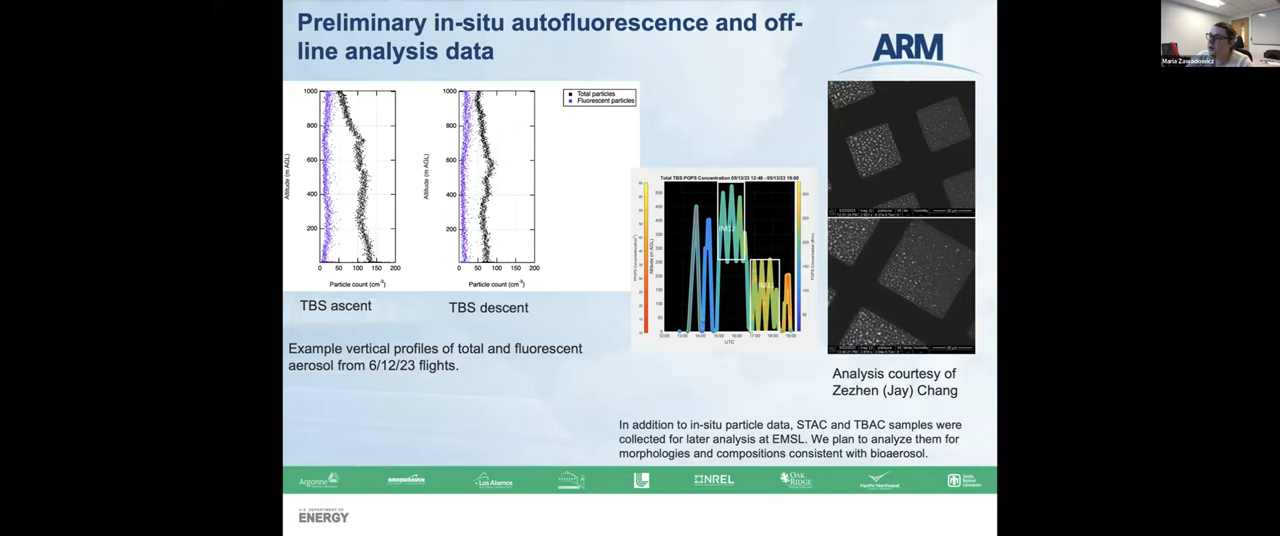 Preliminary in-situ autofluorescence and off-
line analysis data
ARM
Maria Zawadowicz
Total particles
Fluorescent particles
1000
800
600
400
200
0 50 100 150 200
Altitude (m AGL)
Particle count (cm-3)
1000
800
600
400
200
0 50 100 150 200
Altitude (m AGL)
Particle count (cm-3)
TBS ascent
TBS descent
Example vertical profiles of total and fluorescent
aerosol from 6/12/23 flights.
Total TBS POPS Concentration 05/13/23 12:48 - 05/13/23 19:00
Altitude (m AGL)
UTC
Analysis courtesy of
Zezhen (Jay) Chang
In addition to in-situ particle data, STAC and TBAC samples were
collected for later analysis at EMSL. We plan to analyze them for
morphologies and compositions consistent with bioaerosol.
Argonne
BROOKHAVEN
Los Alamos
NREL
OAK RIDGE
Pacific Northwest
Sandia National Laboratories
U.S. DEPARTMENT OF
ENERGY